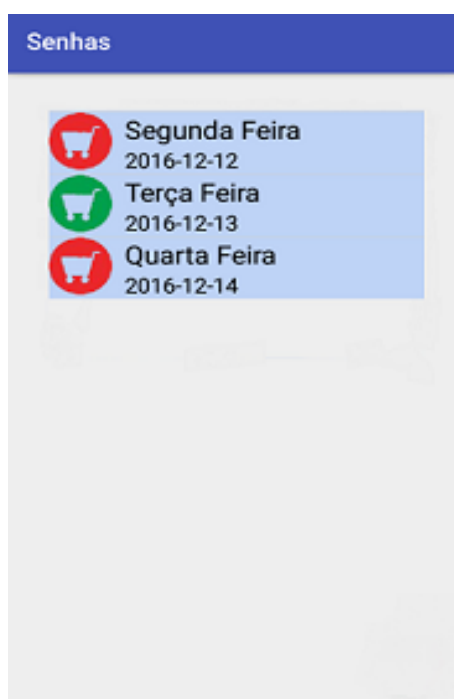 Senhas
Segunda Feira
2016-12-12
Terça Feira
2016-12-13
Quarta Feira
2016-12-14